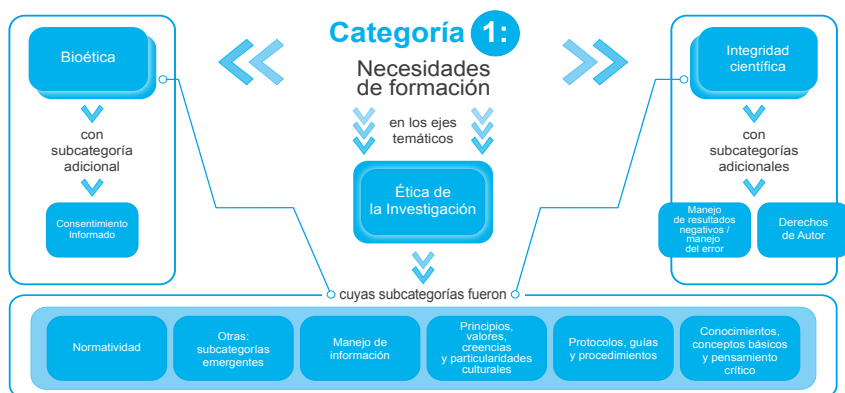 Categoría 1:
Necesidades
de formación
en los ejes
temáticos
Ética de
la Investigación
Bioética
con
subcategoría
adicional
Consentimiento
Informado
Integridad
científica
con
subcategorías
adicionales
Manejo
de resultados
negativos /
manejo
del error
Derechos
de Autor
cuyas subcategorías fueron
Normatividad
Otras:
subcategorías
emergentes
Manejo de
información
Principios,
valores,
creencias
y particularidades
culturales
Protocolos, guías
y procedimientos
Conocimientos,
conceptos básicos
y pensamiento
crítico